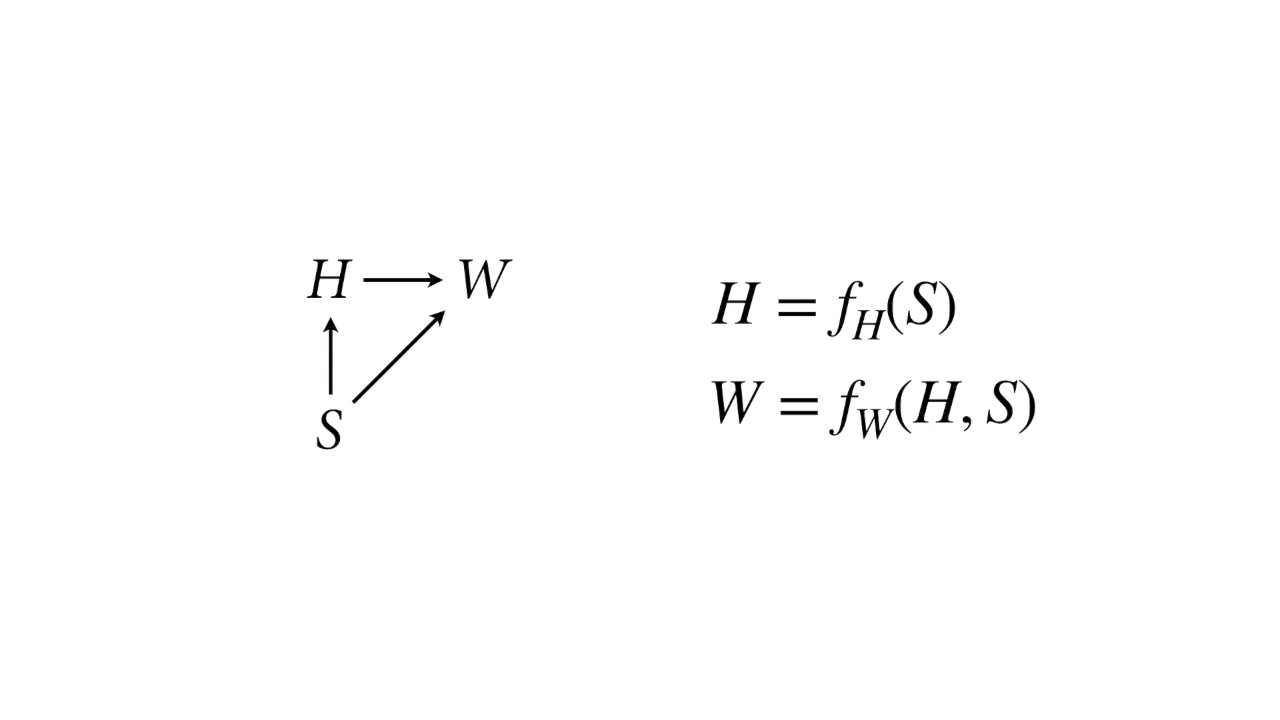 H → W
S
H = f_H(S)
W = f_W(H, S)